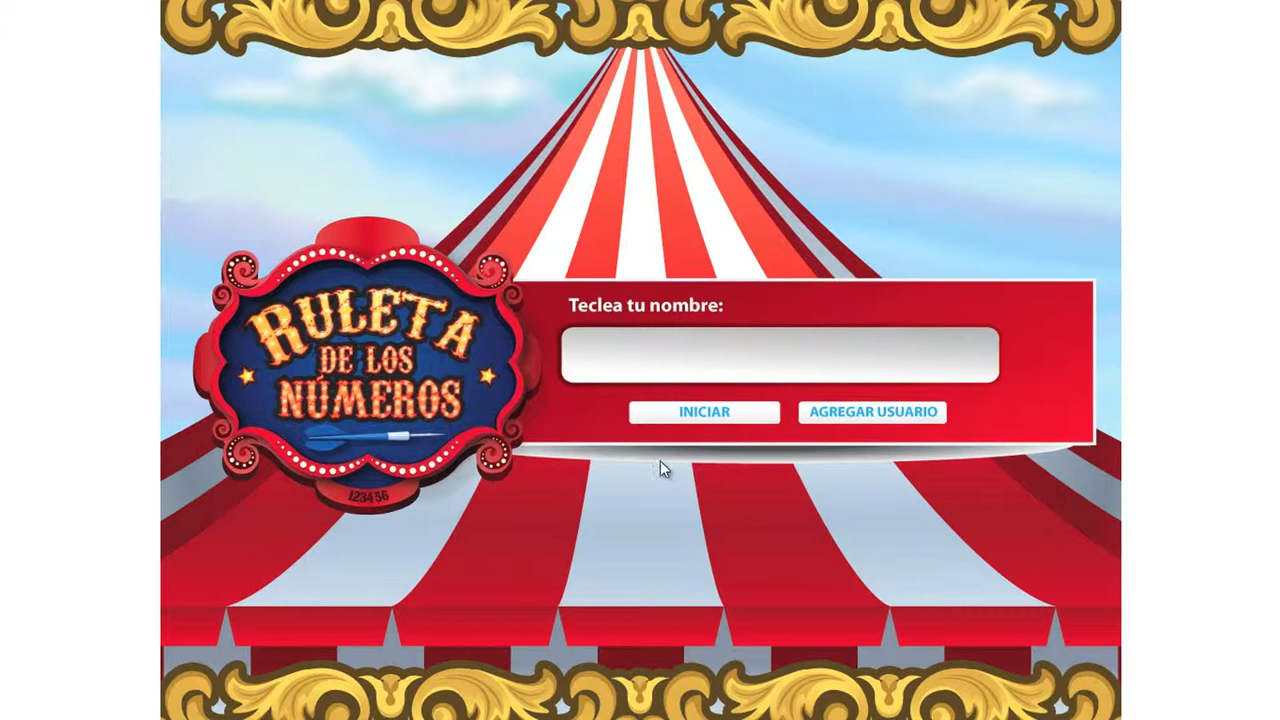 RULETA
DE LOS
NÚMEROS
123456
Teclea tu nombre:
INICIAR
AGREGAR USUARIO